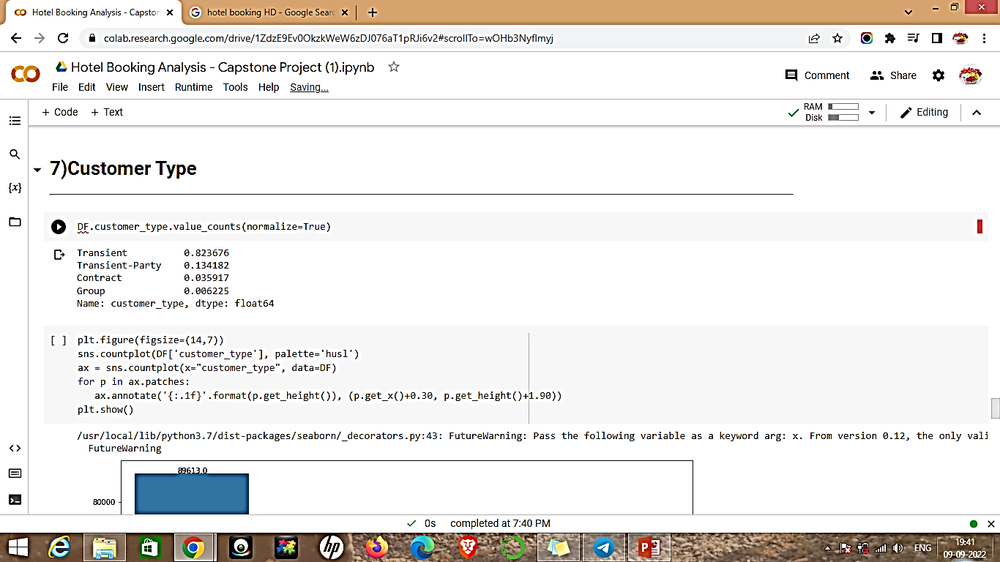 Hotel Booking Analysis - Capston
hotel booking HD - Google Searc
colab.research.google.com/drive/1ZdzE9Ev0OkzkWeW6zDJ076aT1pRJi6v2#scrollTo=wOHb3Nyflmyj
Hotel Booking Analysis - Capstone Project (1).ipynb
Comment
Share
File Edit View Insert Runtime Tools Help Saving...
+ Code + Text
RAM
Disk
Editing
7)Customer Type
{x}
DF.customer_type.value_counts(normalize=True)
Transient 0.823676
Transient-Party 0.134182
Contract 0.035917
Group 0.006225
Name: customer_type, dtype: float64
[ ] plt.figure(figsize=(14,7))
sns.countplot(DF['customer_type'], palette='husl')
ax = sns.countplot(x="customer_type", data=DF)
for p in ax.patches:
ax.annotate('{:.1f}'.format(p.get_height()), (p.get_x()+0.30, p.get_height()+1.90))
plt.show()
/usr/local/lib/python3.7/dist-packages/seaborn/_decorators.py:43: FutureWarning: Pass the following variable as a keyword arg: x. From version 0.12, the only vali
FutureWarning
89613.0
80000
0s completed at 7:40 PM
ENG
19:41
09-09-2022